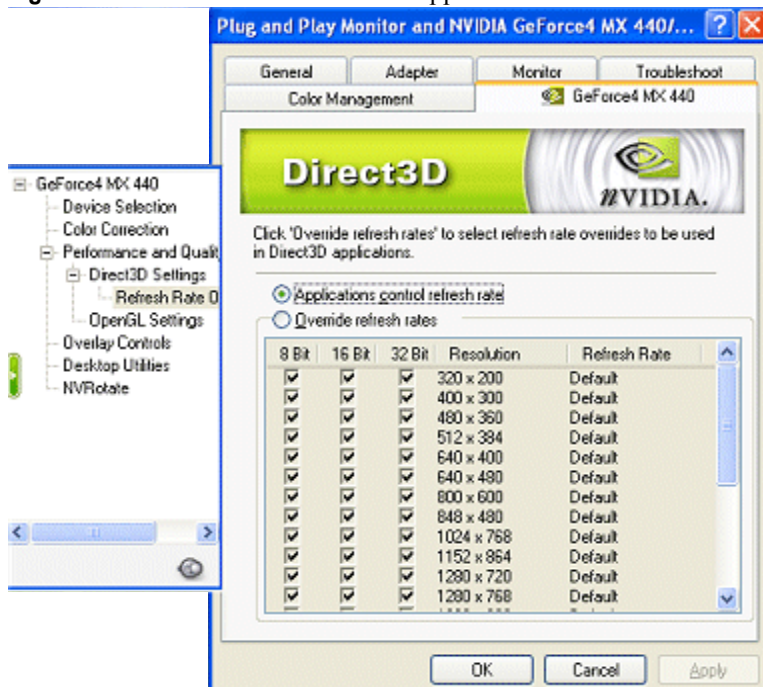 Plug and Play Monitor and NVIDIA GeForce4 MX 440/...
General Adapter Monitor Troubleshoot
Color Management GeForce4 MX 440
Direct3D
nVIDIA.
Click 'Override refresh rates' to select refresh rate overrides to be used
in Direct3D applications.
Applications control refresh rate
Override refresh rates
8 Bit 16 Bit 32 Bit Resolution Refresh Rate
320 x 200 Default
400 x 300 Default
480 x 360 Default
512 x 384 Default
640 x 400 Default
640 x 480 Default
800 x 600 Default
848 x 480 Default
1024 x 768 Default
1152 x 864 Default
1280 x 720 Default
1280 x 768 Default
OK Cancel Apply
GeForce4 MX 440
Device Selection
Color Correction
Performance and Qualit
Direct3D Settings
Refresh Rate O
OpenGL Settings
Overlay Controls
Desktop Utilities
NVRotate